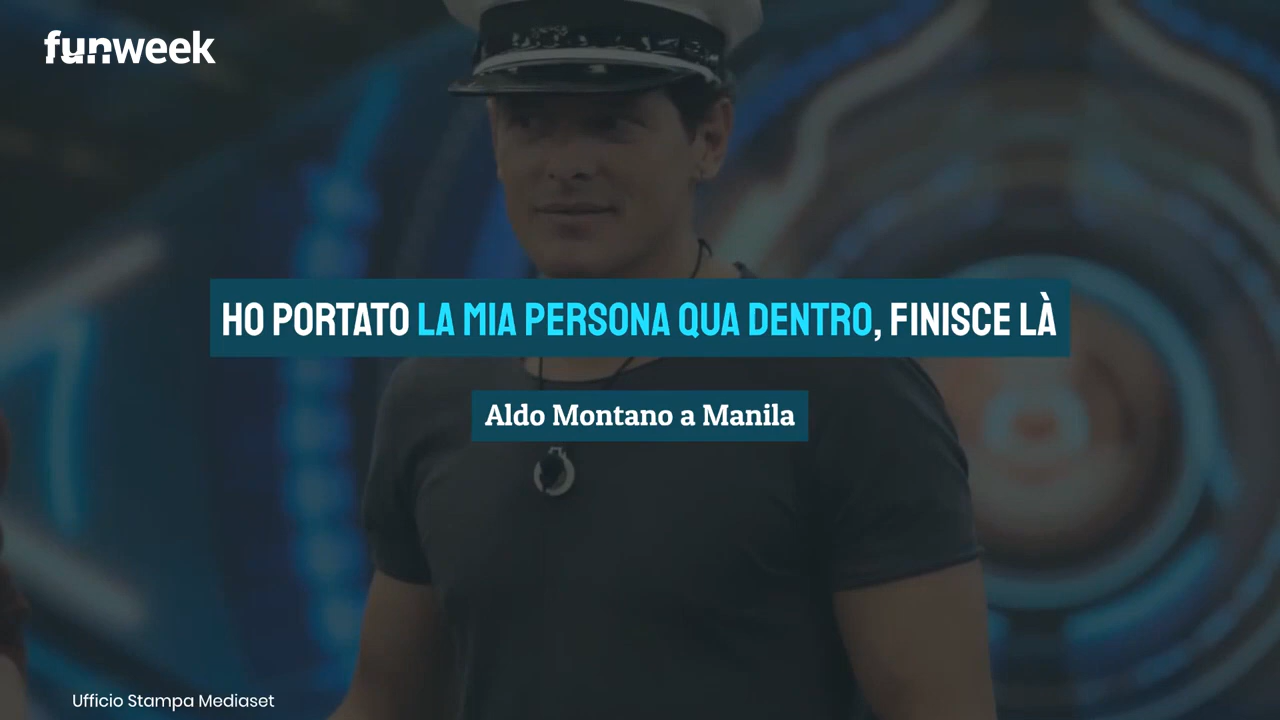 funweek
HO PORTATO LA MIA PERSONA QUA DENTRO, FINISCE LÀ
Aldo Montano a Manila
Ufficio Stampa Mediaset